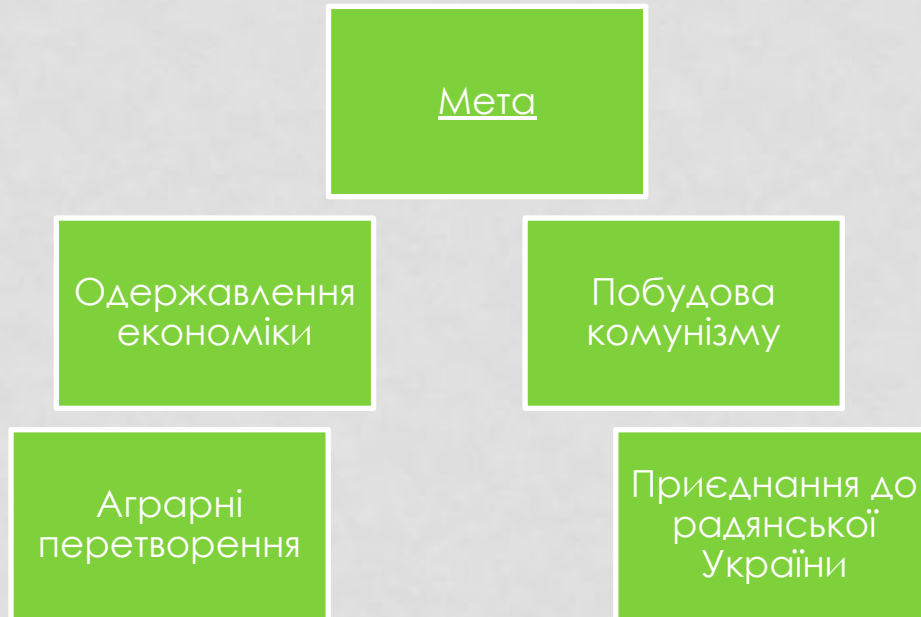 Мета
Одержавлення
економіки
Побудова
комунізму
Аграрні
перетворення
Приєднання до
радянської
України